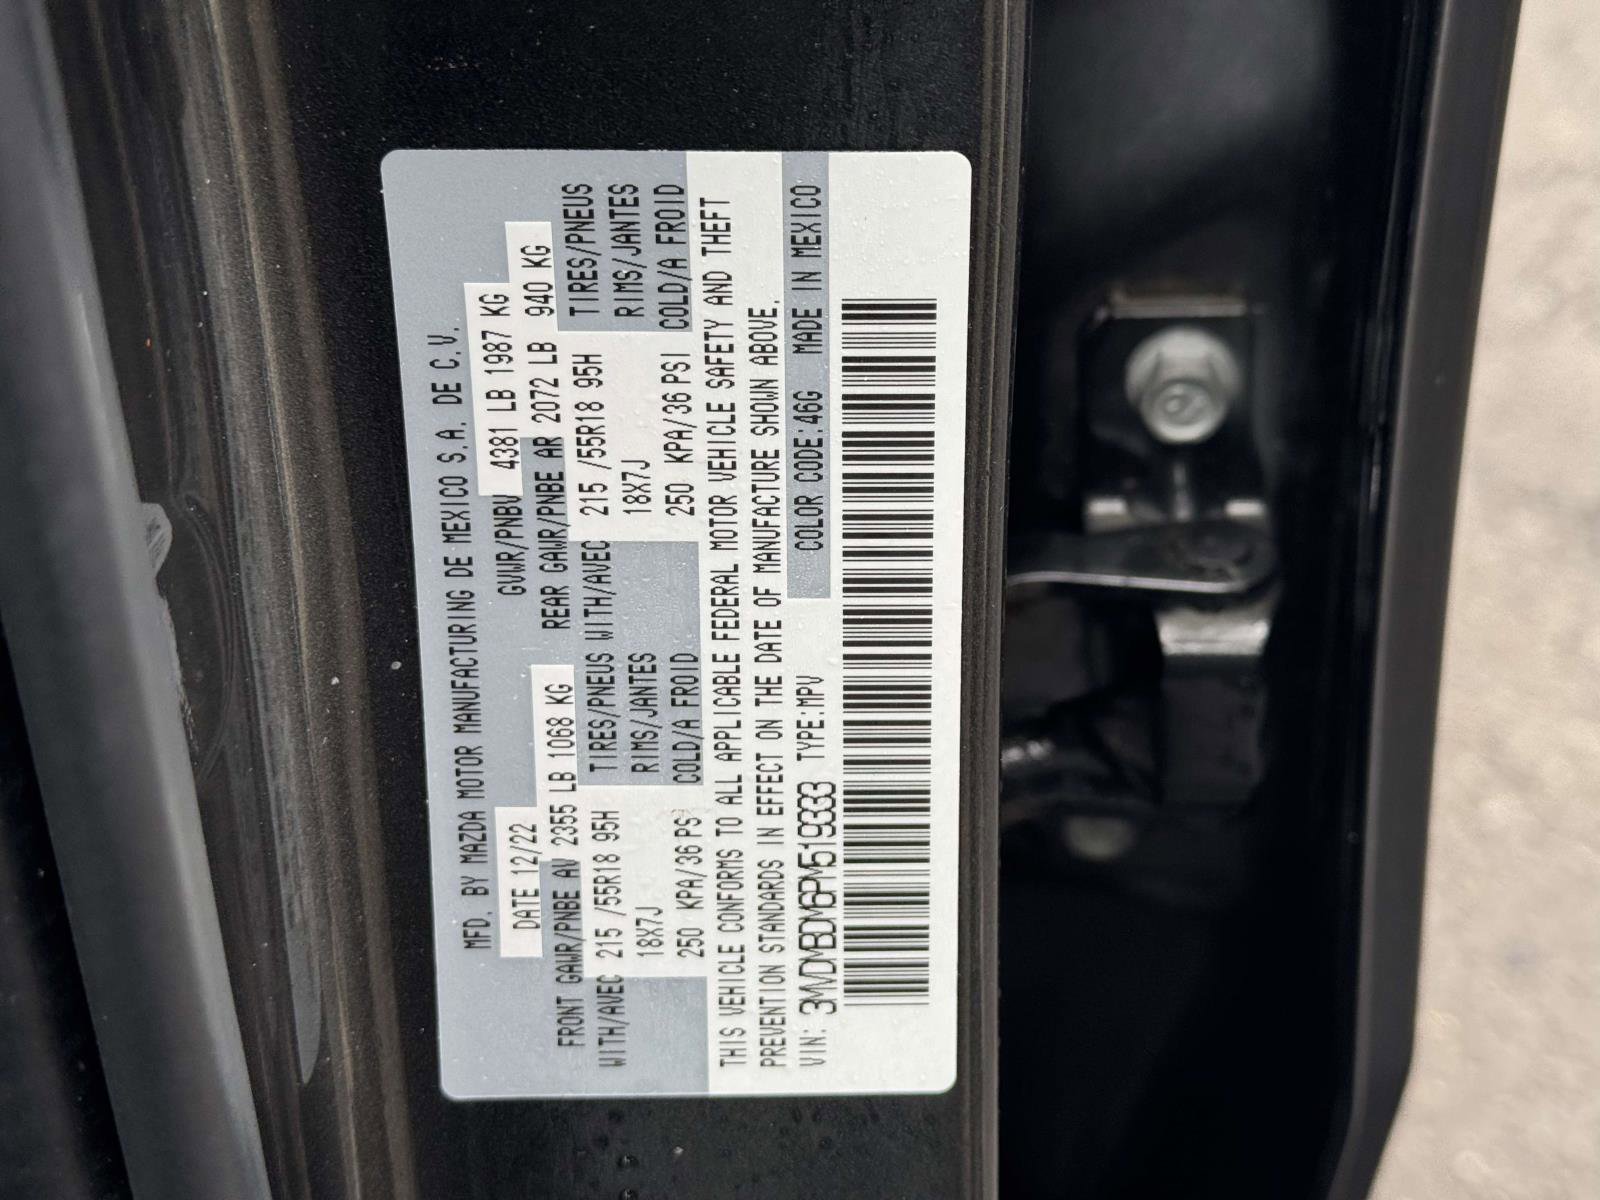 MFD. BY MAZDA MOTOR MANUFACTURING DE MEXICO S.A. DE C.V.
DATE 12/22 GVWR/PNBV 4381 LB 1987 KG
FRONT GAWR/PNBE AV 2355 LB 1068 KG REAR GAWR/PNBE AR 2072 LB 940 KG
WITH/AVEC 215 /55R18 95H TIRES/PNEUS WITH/AVEC 215 /55R18 95H TIRES/PNEUS
18X7J RIMS/JANTES 18X7J RIMS/JANTES
250 KPA/36 PSI COLD/A FROID 250 KPA/36 PSI COLD/A FROID
THIS VEHICLE CONFORMS TO ALL APPLICABLE FEDERAL MOTOR VEHICLE SAFETY AND THEFT
PREVENTION STANDARDS IN EFFECT ON THE DATE OF MANUFACTURE SHOWN ABOVE.
VIN: 3MVDMBDM6PM519333 TYPE:MPV COLOR CODE:46G MADE IN MEXICO